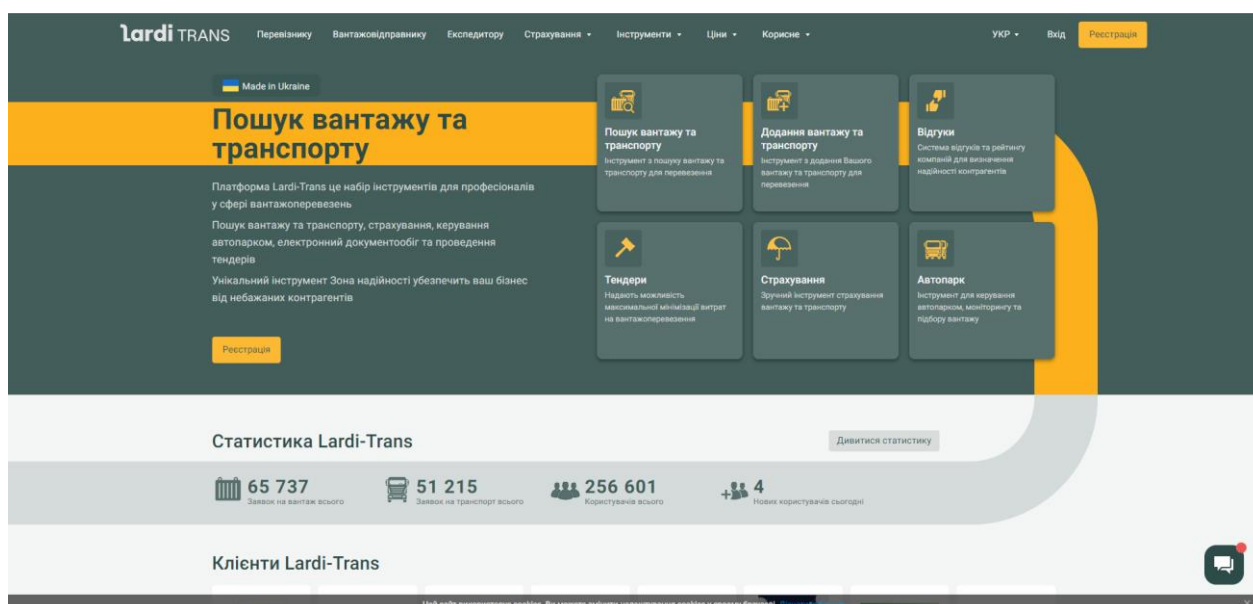 lardi TRANS
Перевізнику
Вантажовідправнику
Експедитору
Страхування
Інструменти
Ціни
Корисне
УКР
Вхід
Реєстрація
Made in Ukraine
Пошук вантажу та
транспорту
Платформа Lardi-Trans це набір інструментів для професіоналів
у сфері вантажоперевезень
Пошук вантажу та транспорту, страхування, керування
автопарком, електронний документообіг та проведення
тендерів
Унікальний інструмент Зона надійності убезпечить ваш бізнес
від небажаних контрагентів
Реєстрація
Пошук вантажу та
транспорту
Інструмент з пошуку вантажу та
транспорту для перевезення
Додання вантажу та
транспорту
Інструмент з додання Вашого
вантажу та транспорту для
перевезення
Відгуки
Система відгуків та рейтингу
компаній для визначення
надійності контрагентів
Тендери
Надають можливість
максимальної мінімізації витрат
на вантажоперевезення
Страхування
Зручний інструмент страхування
вантажу та транспорту
Автопарк
Інструмент для керування
автопарком, моніторингу та
підбору вантажу
Статистика Lardi-Trans
Дивитися статистику
65 737
Заявок на вантаж всього
51 215
Заявок на транспорт всього
256 601
Користувачів всього
4
Нових користувачів сьогодні
Клієнти Lardi-Trans